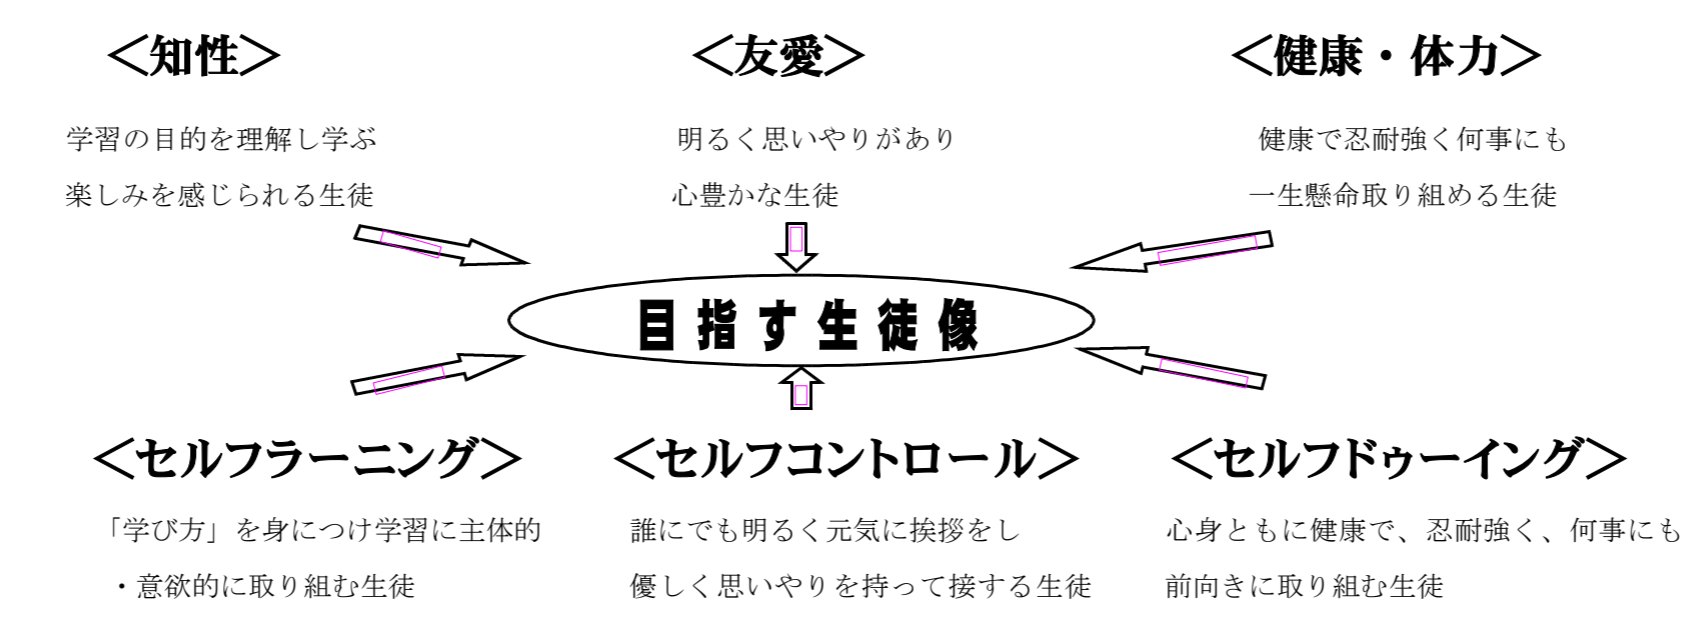 ＜知性＞
学習の目的を理解し学ぶ
楽しみを感じられる生徒
＜友愛＞
明るく思いやりがあり
心豊かな生徒
＜健康・体力＞
健康で忍耐強く何事にも
一生懸命取り組める生徒
目指す生徒像
＜セルフラーニング＞
「学び方」を身につけ学習に主体的
・意欲的に取り組む生徒
＜セルフコントロール＞
誰にでも明るく元気に挨拶をし
優しく思いやりを持って接する生徒
＜セルフドゥーイング＞
心身ともに健康で、忍耐強く、何事にも
前向きに取り組む生徒